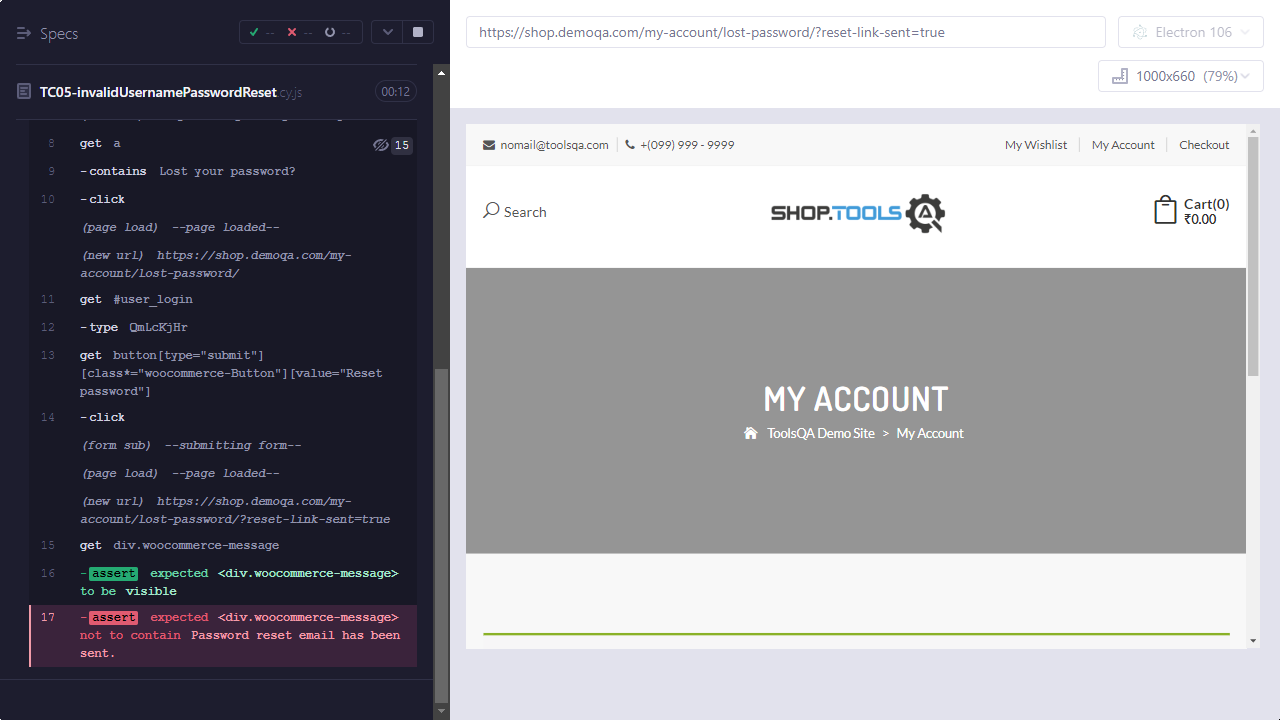 Specs
--
--
--
TC05-invalidUsernamePasswordReset.cy.js
00:12
8 get a 15
9 -contains Lost your password?
10 -click
(page load) --page loaded--
(new url) https://shop.demoqa.com/my-
account/lost-password/
11 get #user_login
12 -type QmLcKjHr
13 get button[type="submit"]
[class*="woocommerce-Button"][value="Reset
password"]
14 -click
(form sub) --submitting form--
(page load) --page loaded--
(new url) https://shop.demoqa.com/my-
account/lost-password/?reset-link-sent=true
15 get div.woocommerce-message
16 -assert expected <div.woocommerce-message>
to be visible
17 -assert expected <div.woocommerce-message>
not to contain Password reset email has been
sent.
https://shop.demoqa.com/my-account/lost-password/?reset-link-sent=true
Electron 106
1000x660 (79%)
nomail@toolsqa.com +(099) 999 - 9999
My Wishlist My Account Checkout
Search
SHOP.TOOLS
Cart(0)
₹0.00
MY ACCOUNT
ToolsQA Demo Site > My Account